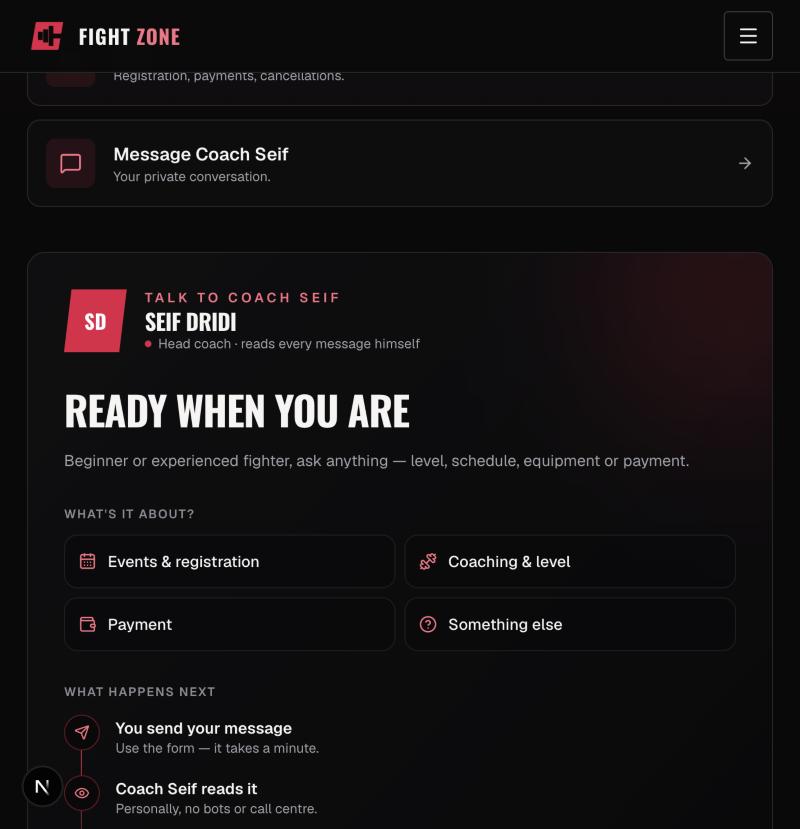 FIGHT ZONE
Registration, payments, cancellations.
Message Coach Seif
Your private conversation.
SD
TALK TO COACH SEIF
SEIF DRIDI
Head coach · reads every message himself
READY WHEN YOU ARE
Beginner or experienced fighter, ask anything — level, schedule, equipment or payment.
WHAT'S IT ABOUT?
Events & registration
Coaching & level
Payment
Something else
WHAT HAPPENS NEXT
You send your message
Use the form — it takes a minute.
Coach Seif reads it
Personally, no bots or call centre.
N